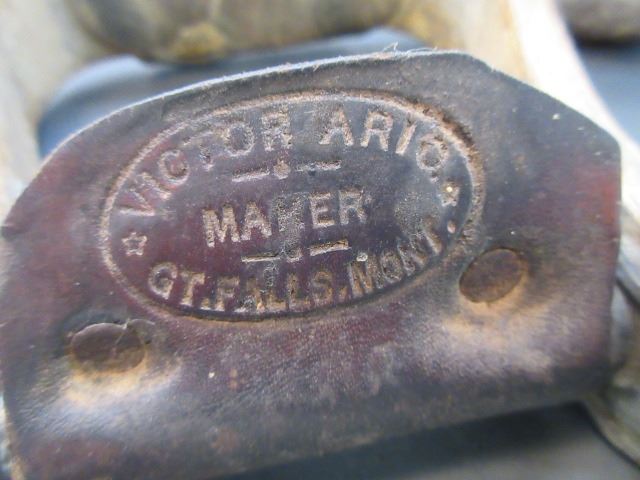 VICTOR ARIO
MAKER
GT. FALLS. MONT.